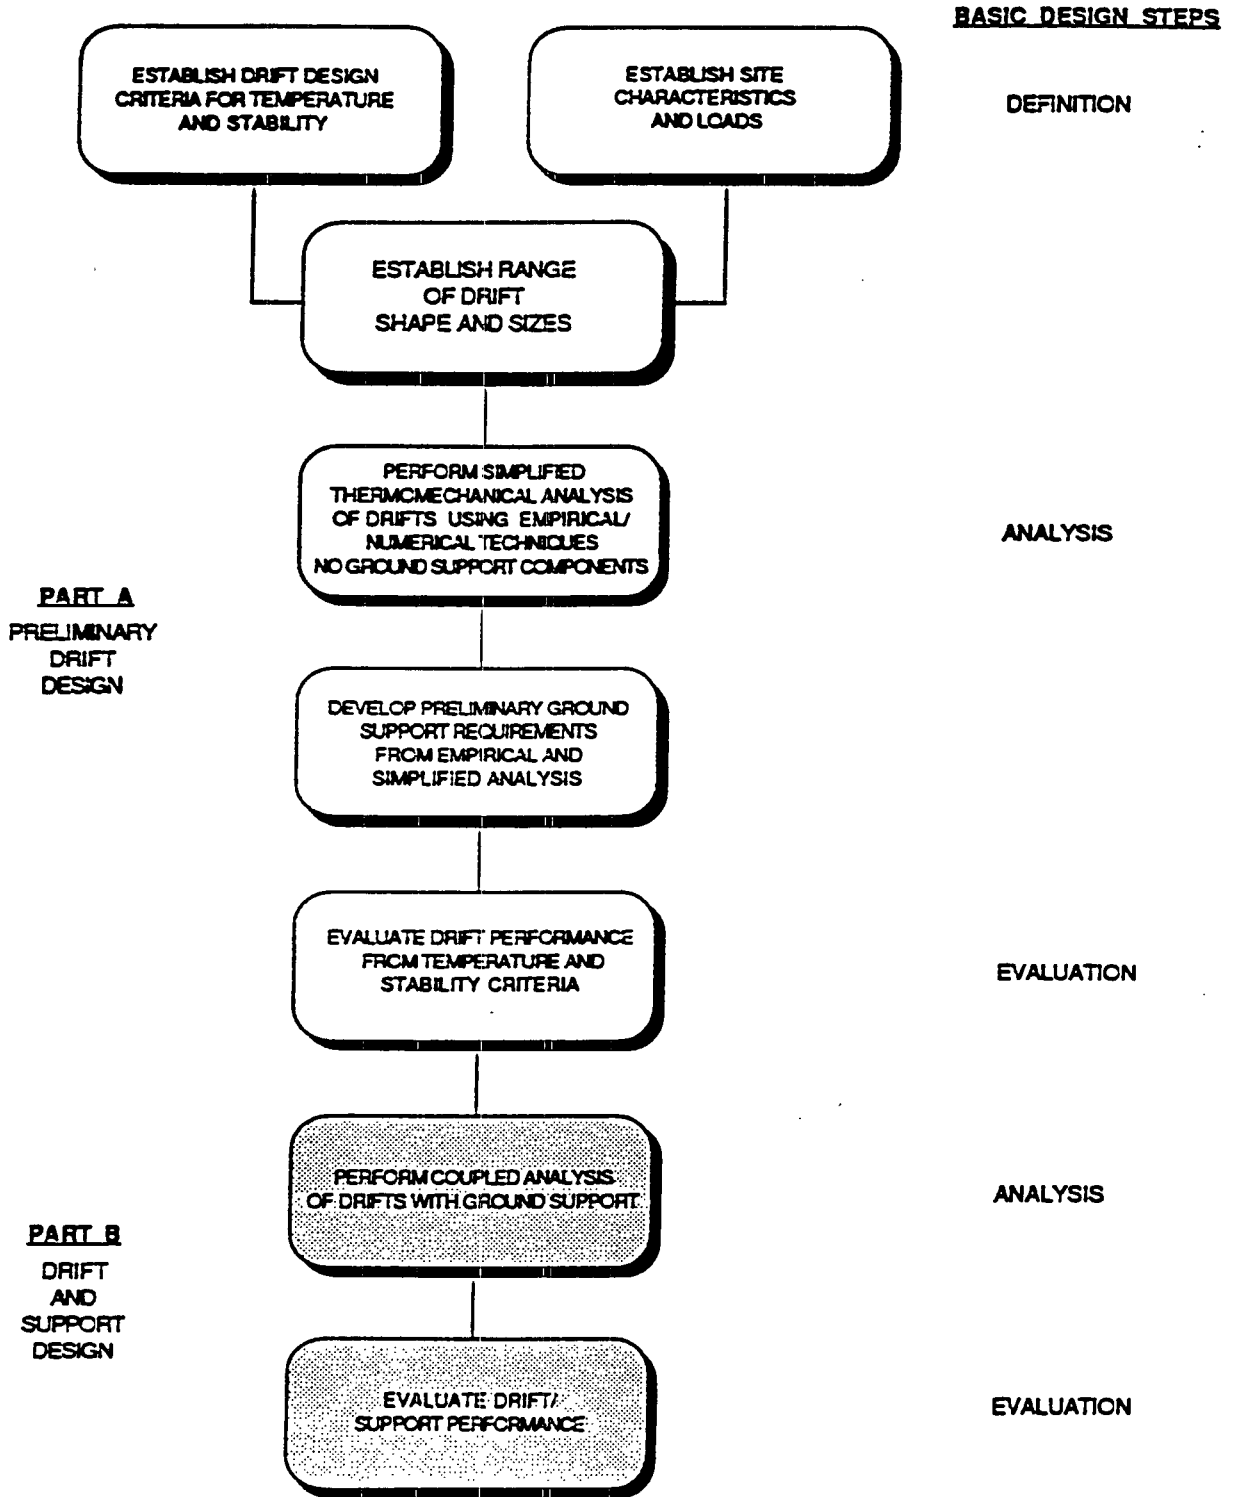 BASIC DESIGN STEPS
ESTABLISH DRIFT DESIGN
CRITERIA FOR TEMPERATURE
AND STABILITY
ESTABLISH SITE
CHARACTERISTICS
AND LOADS
DEFINITION
ESTABLISH RANGE
OF DRIFT
SHAPE AND SIZES
PERFORM SIMPLIFIED
THERMOMECHANICAL ANALYSIS
OF DRIFTS USING EMPIRICAL/
NUMERICAL TECHNIQUES
NO GROUND SUPPORT COMPONENTS
ANALYSIS
PART A
PRELIMINARY
DRIFT
DESIGN
DEVELOP PRELIMINARY GROUND
SUPPORT REQUIREMENTS
FROM EMPIRICAL AND
SIMPLIFIED ANALYSIS
EVALUATE DRIFT PERFORMANCE
FROM TEMPERATURE AND
STABILITY CRITERIA
EVALUATION
PERFORM COUPLED ANALYSIS
OF DRIFTS WITH GROUND SUPPORT
ANALYSIS
PART B
DRIFT
AND
SUPPORT
DESIGN
EVALUATE DRIFT/
SUPPORT PERFORMANCE
EVALUATION